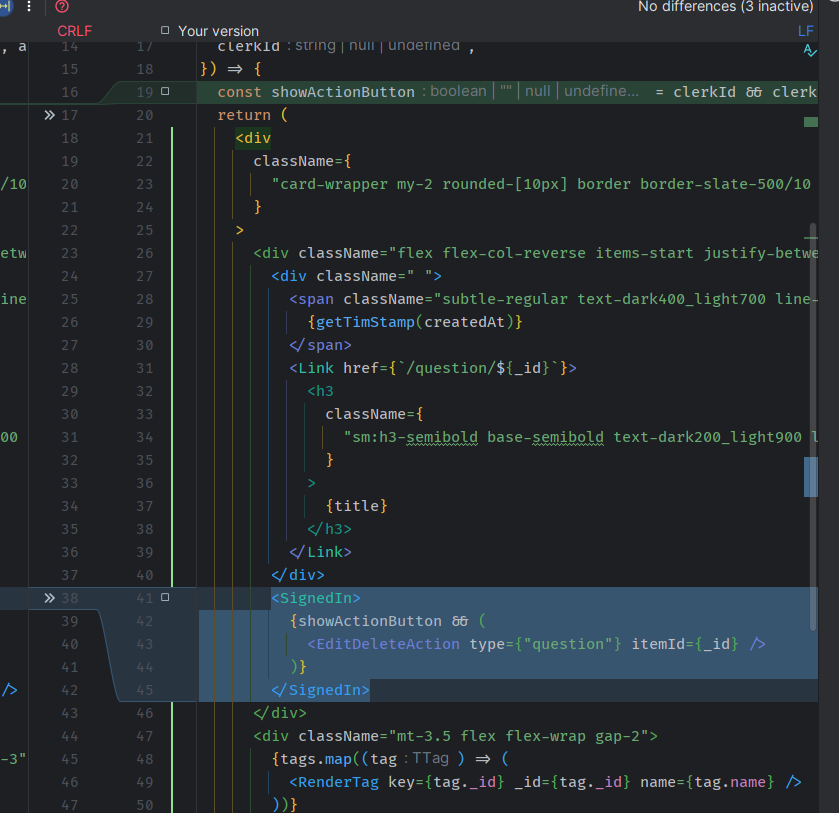 No differences (3 inactive)
CRLF Your version LF
, a 14 17 clerkId : string | null | undefined ,
15 18 }) => {
16 19 const showActionButton : boolean | "" | null | undefine... = clerkId && clerk
17 20 return (
18 21 <div
19 22 className={
/10 20 23 "card-wrapper my-2 rounded-[10px] border border-slate-500/10
21 24 }
22 25 >
etw 23 26 <div className="flex flex-col-reverse items-start justify-betwe
24 27 <div className=" ">
ine 25 28 <span className="subtle-regular text-dark400_light700 line-
26 29 {getTimStamp(createdAt)}
27 30 </span>
28 31 <Link href={`/question/${_id}`}>
29 32 <h3
30 33 className={
00 31 34 "sm:h3-semibold base-semibold text-dark200_light900 l
32 35 }
33 36 >
34 37 {title}
35 38 </h3>
36 39 </Link>
37 40 </div>
38 41 <SignedIn>
39 42 {showActionButton && (
40 43 <EditDeleteAction type={"question"} itemId={_id} />
41 44 )}
/> 42 45 </SignedIn>
43 46 </div>
44 47 <div className="mt-3.5 flex flex-wrap gap-2">
-3" 45 48 {tags.map((tag : TTag ) => (
46 49 <RenderTag key={tag._id} _id={tag._id} name={tag.name} />
47 50 ))}